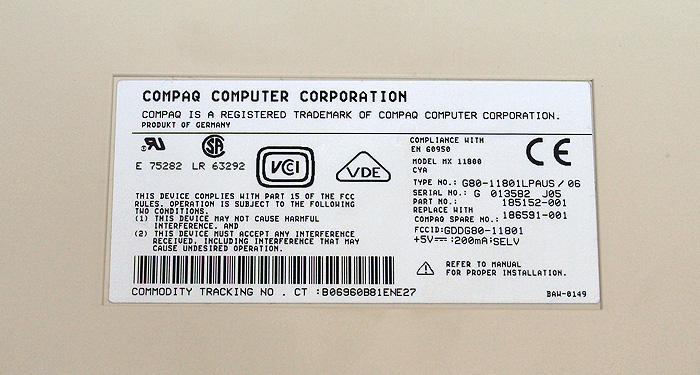 COMPAQ COMPUTER CORPORATION
COMPAQ IS A REGISTERED TRADEMARK OF COMPAQ COMPUTER CORPORATION.
PRODUKT OF GERMANY
E 75282 LR 63292
VCCI
VDE
THIS DEVICE COMPLIES WITH PART 15 OF THE FCC
RULES. OPERATION IS SUBJECT TO THE FOLLOWING
TWO CONDITIONS.
(1) THIS DEVICE MAY NOT CAUSE HARMFUL
INTERFERENCE. AND
(2) THIS DEVICE MUST ACCEPT ANY INTERFERENCE
RECEIVED, INCLUDING INTERFERENCE THAT MAY
CAUSE UNDESIRED OPERATION.
COMMODITY TRACKING NO . CT :B06960B81ENE27
COMPLIANCE WITH
EN 60950
MODEL MX 11800
CYA
CE
TYPE NO.: G80-11801LPAUS / 06
SERIAL NO.: G 013582 J05
PART NO.: 185152-001
REPLACE WITH
COMPAQ SPARE NO.: 186591-001
FCCID:GDDG80-11801
+5V⎓:200mA:SELV
REFER TO MANUAL
FOR PROPER INSTALLATION.
BAW-0149